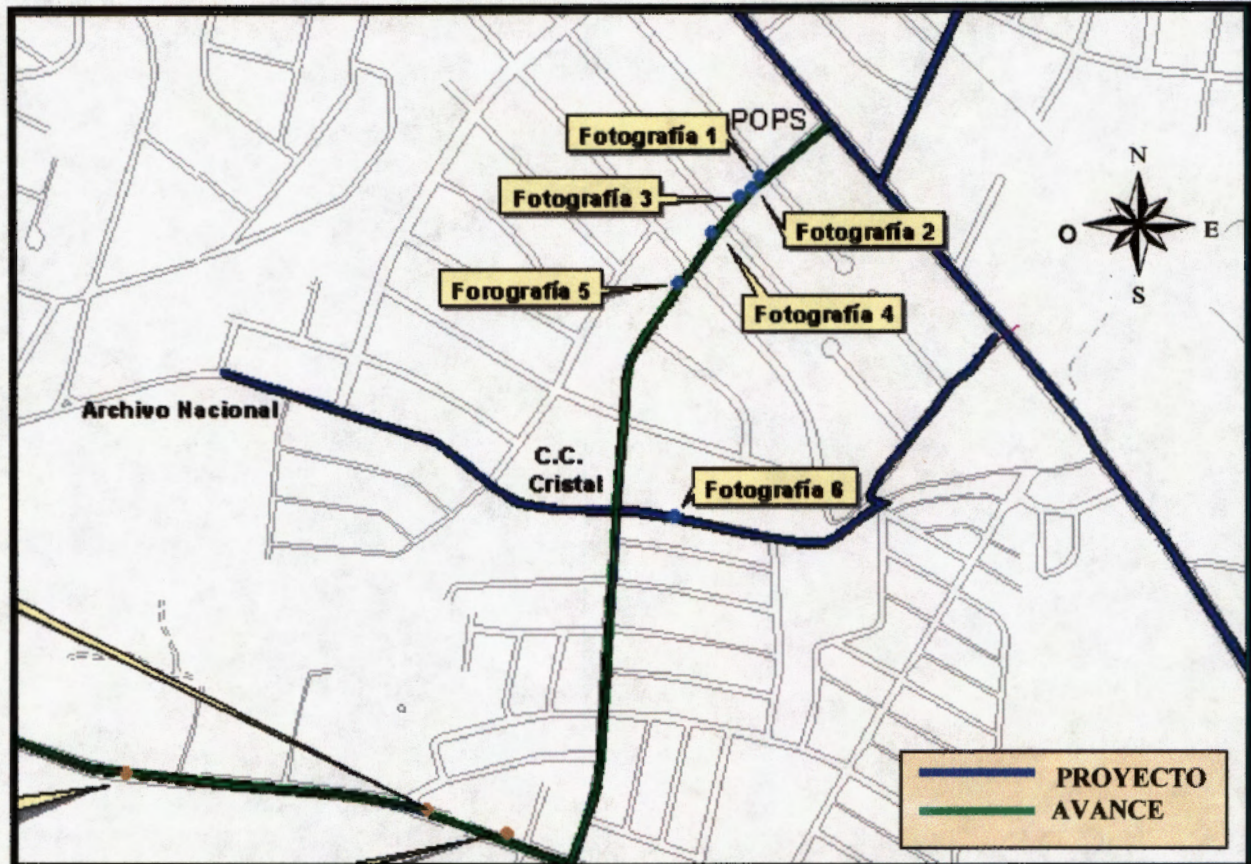 POPS
Fotografía 1
Fotografía 3
Fotografía 2
Forografía 5
Fotografía 4
N
O
E
S
Archivo Nacional
C.C.
Cristal
Fotografía 6
PROYECTO
AVANCE